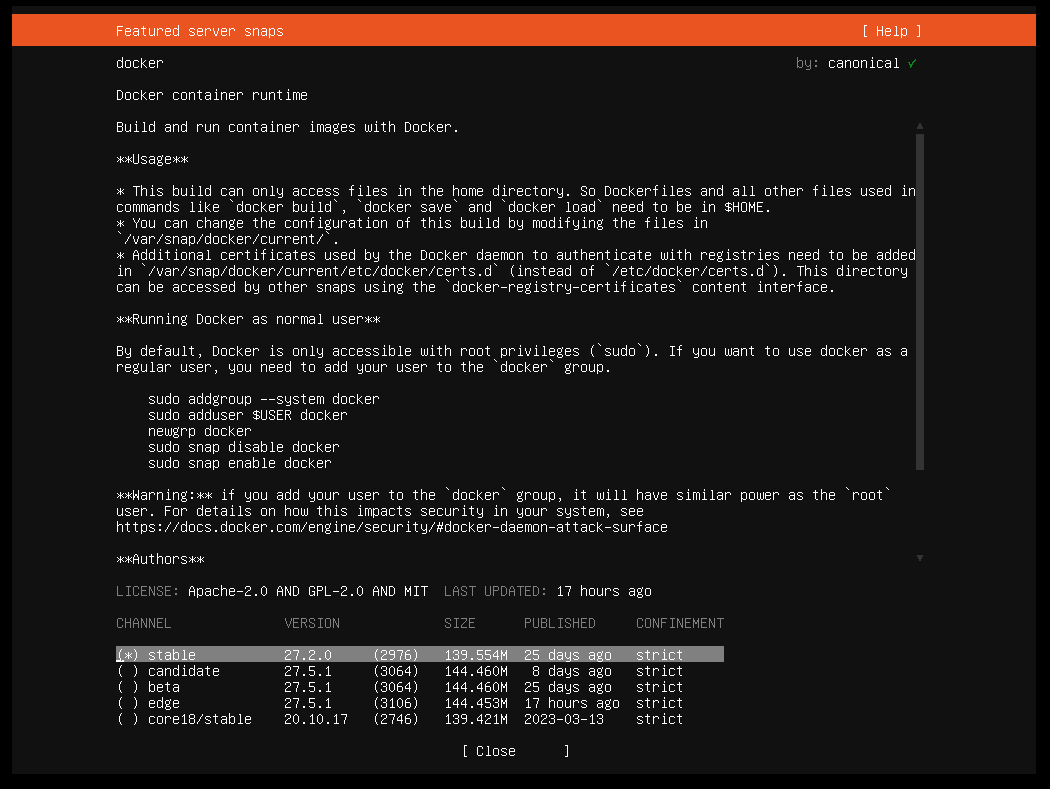 Featured server snaps [ Help ]
docker by: canonical ✓
Docker container runtime
Build and run container images with Docker.
**Usage**
* This build can only access files in the home directory. So Dockerfiles and all other files used in
commands like `docker build`, `docker save` and `docker load` need to be in $HOME.
* You can change the configuration of this build by modifying the files in
`/var/snap/docker/current/`.
* Additional certificates used by the Docker daemon to authenticate with registries need to be added
in `/var/snap/docker/current/etc/docker/certs.d` (instead of `/etc/docker/certs.d`). This directory
can be accessed by other snaps using the `docker-registry-certificates` content interface.
**Running Docker as normal user**
By default, Docker is only accessible with root privileges (`sudo`). If you want to use docker as a
regular user, you need to add your user to the `docker` group.
sudo addgroup --system docker
sudo adduser $USER docker
newgrp docker
sudo snap disable docker
sudo snap enable docker
**Warning:** if you add your user to the `docker` group, it will have similar power as the `root`
user. For details on how this impacts security in your system, see
https://docs.docker.com/engine/security/#docker-daemon-attack-surface
**Authors**
LICENSE: Apache-2.0 AND GPL-2.0 AND MIT LAST UPDATED: 17 hours ago
CHANNEL VERSION SIZE PUBLISHED CONFINEMENT
(*) stable 27.2.0 (2976) 139.554M 25 days ago strict
( ) candidate 27.5.1 (3064) 144.460M 8 days ago strict
( ) beta 27.5.1 (3064) 144.460M 25 days ago strict
( ) edge 27.5.1 (3106) 144.453M 17 hours ago strict
( ) core18/stable 20.10.17 (2746) 139.421M 2023-03-13 strict
[ Close ]